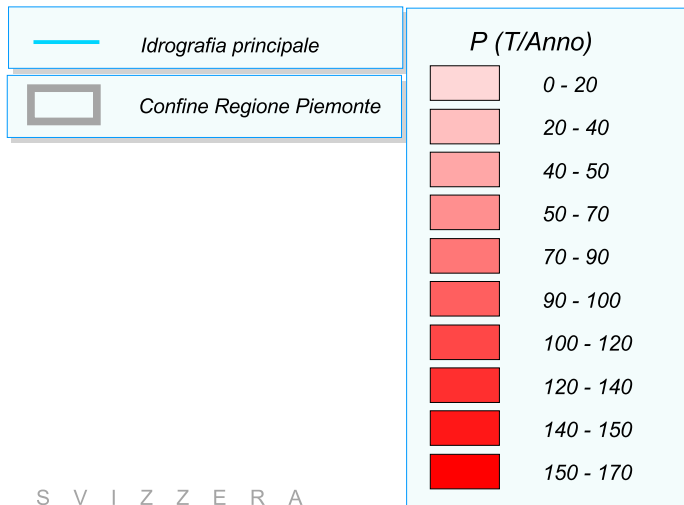 Idrografia principale
Confine Regione Piemonte
P (T/Anno)
0 - 20
20 - 40
40 - 50
50 - 70
70 - 90
90 - 100
100 - 120
120 - 140
140 - 150
150 - 170
S V I Z Z E R A